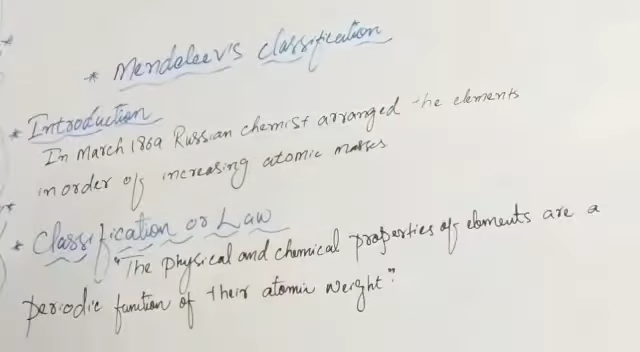 * Mendeleev's classification
* Introduction
In March 1869 Russian chemist arranged the elements
in order of increasing atomic masses
* Classification or Law
"The physical and chemical properties of elements are a
periodic function of their atomic weight"